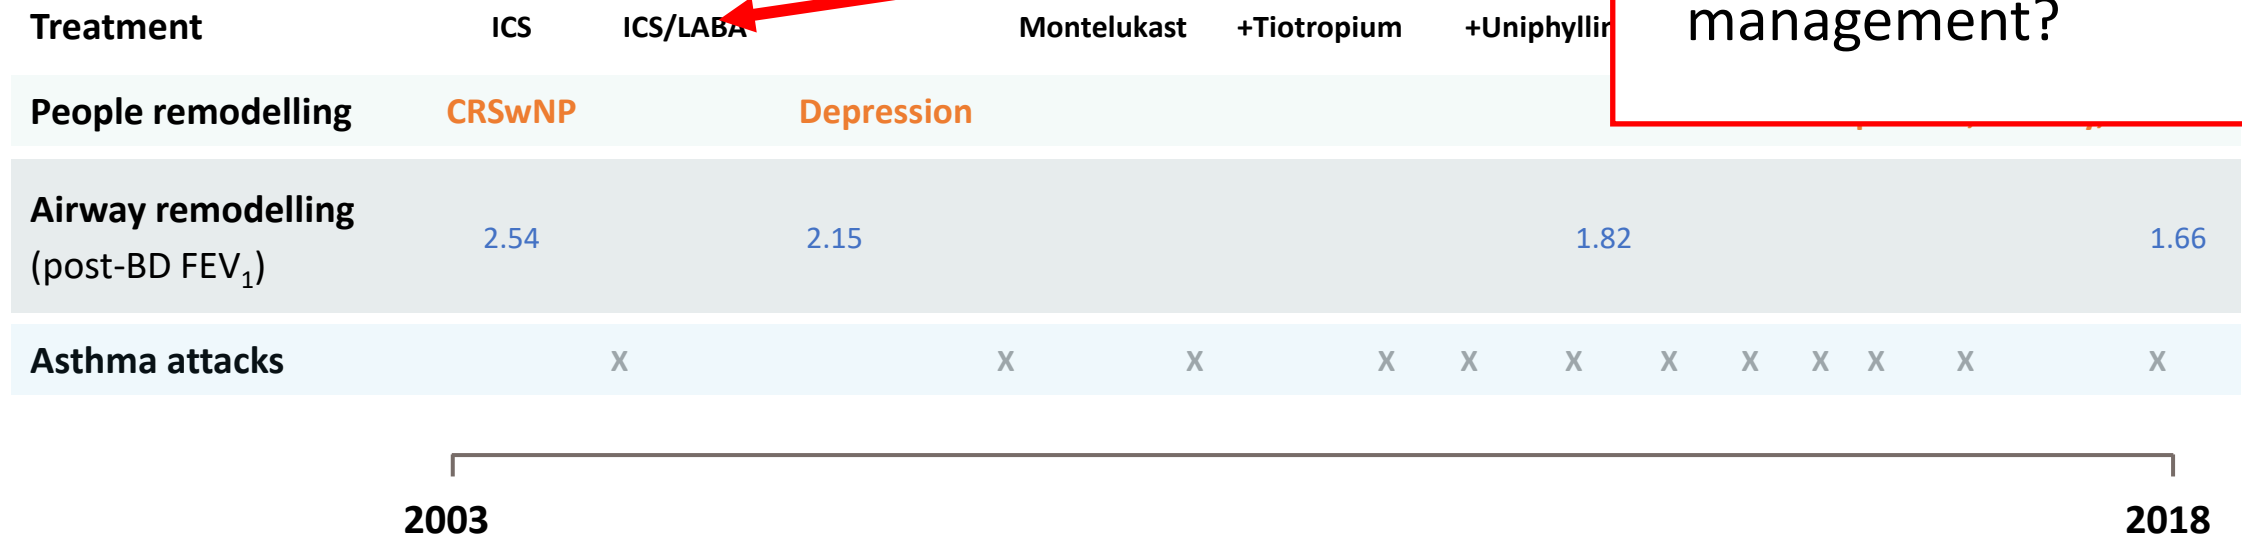 Treatment ICS ICS/LABA Montelukast +Tiotropium +Uniphyllin management?
People remodelling CRSwNP Depression
Airway remodelling
(post-BD FEV1) 2.54 2.15 1.82 1.66
Asthma attacks X X X X X X X X X X X X
2003 2018